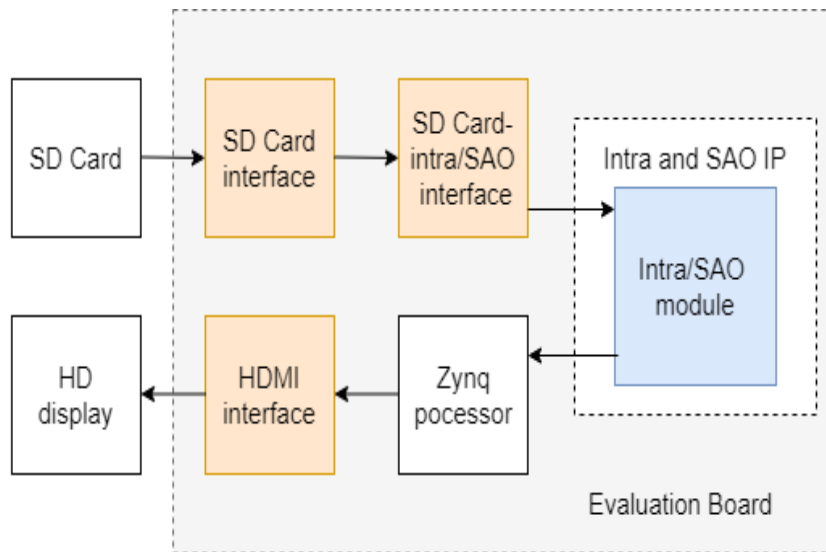 SD Card
SD Card
interface
SD Card-
intra/SAO
interface
Intra and SAO IP
Intra/SAO
module
HD
display
HDMI
interface
Zynq
pocessor
Evaluation Board